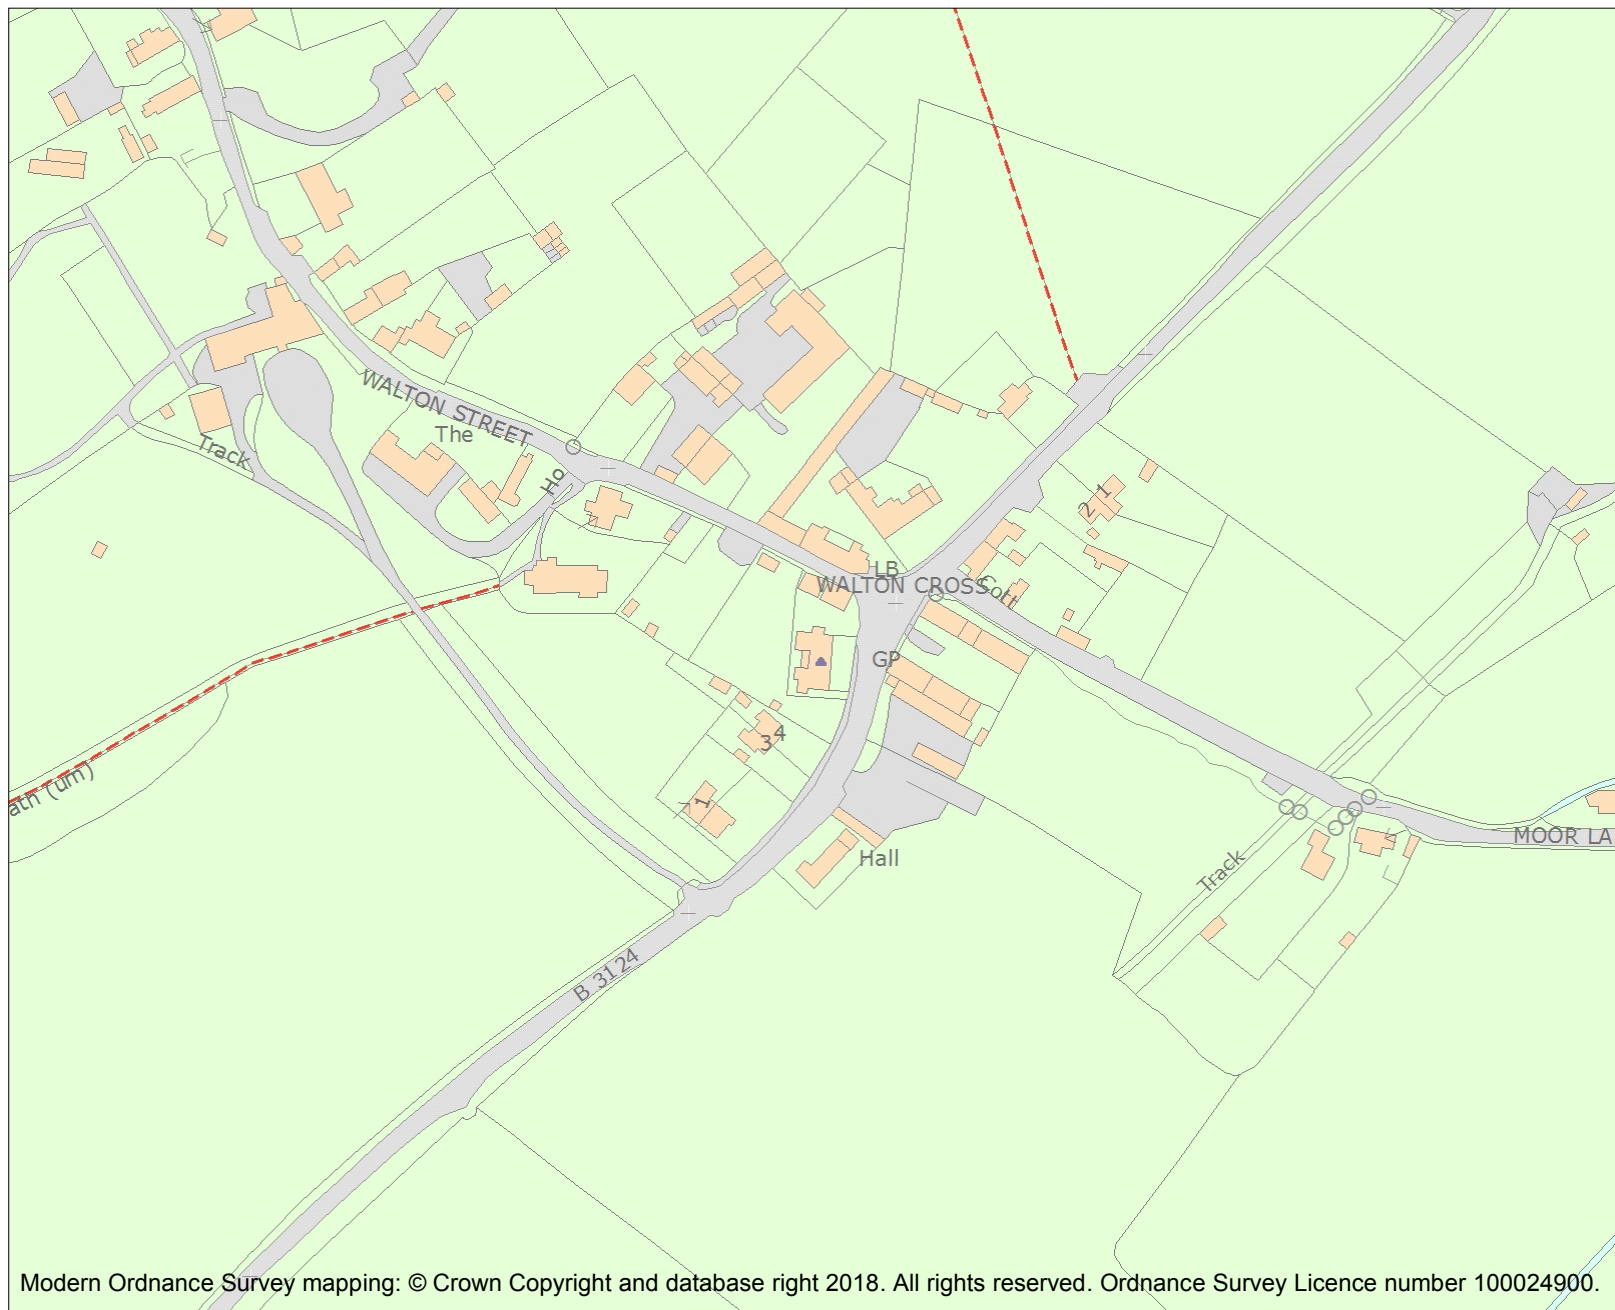 WALTON STREET
The
Track
Ho
2 1
LB
WALTON CROSS
Cott
GP
3 4
1
ath (um)
Hall
MOOR LA
Track
B 3124
Modern Ordnance Survey mapping: © Crown Copyright and database right 2018. All rights reserved. Ordnance Survey Licence number 100024900.